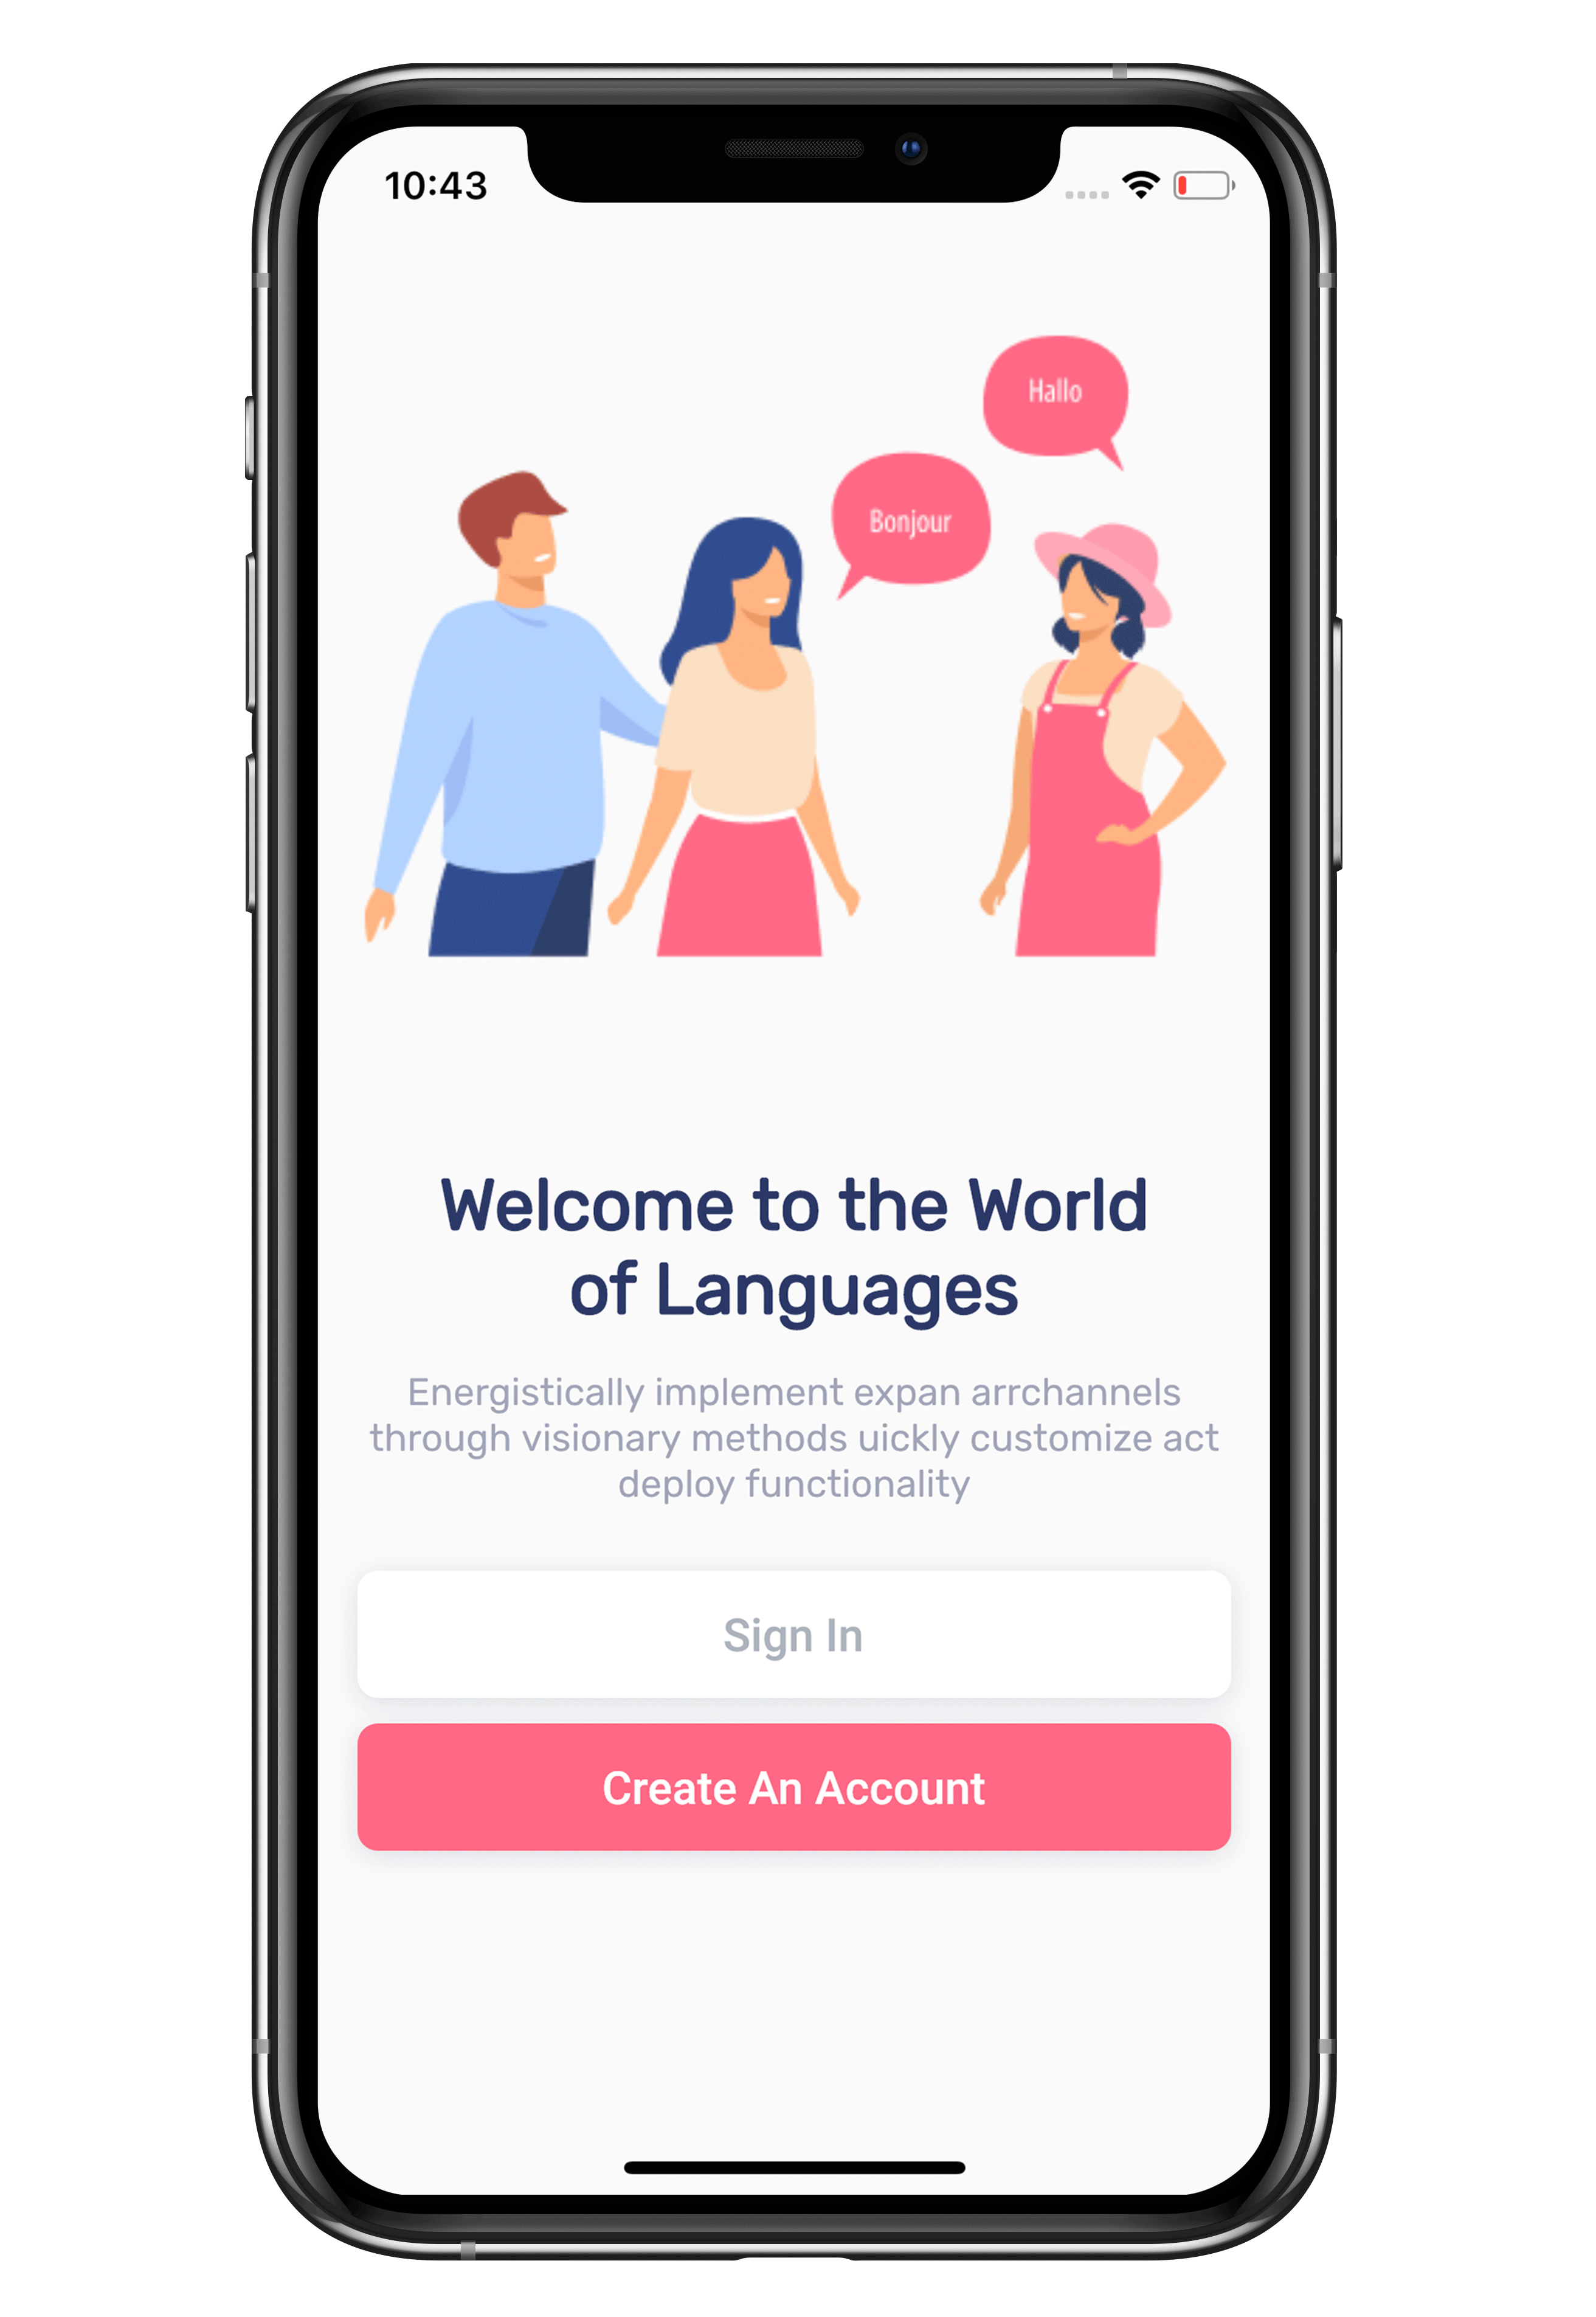 10:43
Hallo
Bonjour
Welcome to the World
of Languages
Energistically implement expan arrchannels
through visionary methods uickly customize act
deploy functionality
Sign In
Create An Account